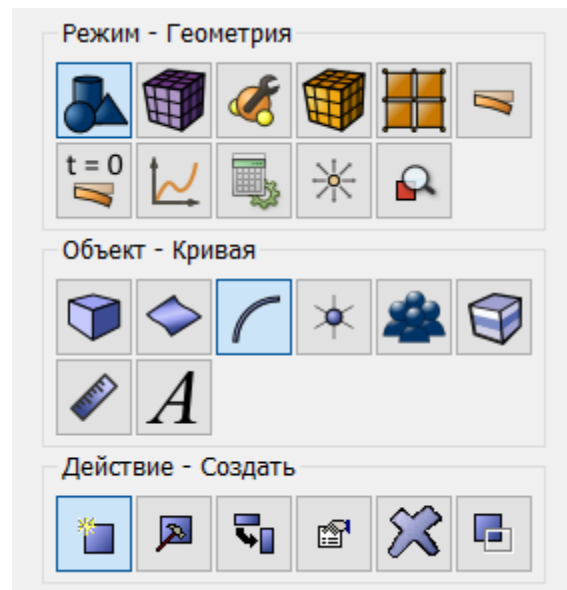 Режим - Геометрия
t = 0
Объект - Кривая
A
Действие - Создать